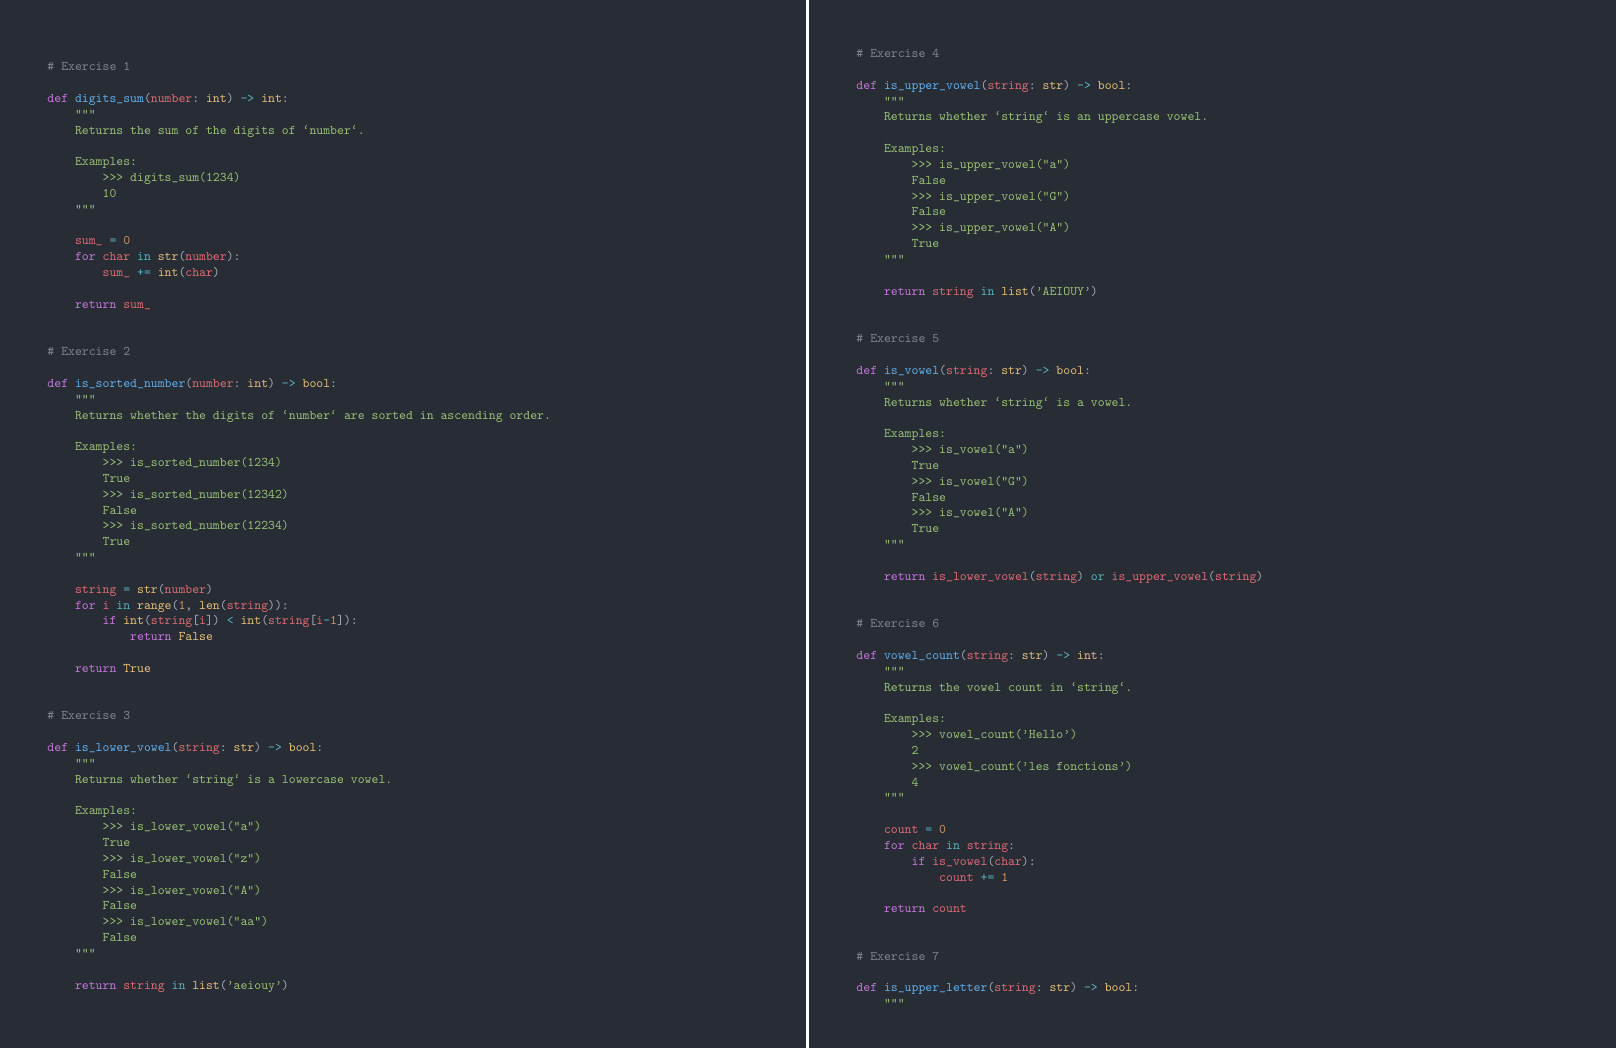 # Exercise 1
def digits_sum(number: int) -> int:
    """
    Returns the sum of the digits of ‘number‘.
    Examples:
        >>> digits_sum(1234)
        10
    """
    sum_ = 0
    for char in str(number):
        sum_ += int(char)
    return sum_
# Exercise 2
def is_sorted_number(number: int) -> bool:
    """
    Returns whether the digits of ‘number‘ are sorted in ascending order.
    Examples:
        >>> is_sorted_number(1234)
        True
        >>> is_sorted_number(12342)
        False
        >>> is_sorted_number(12234)
        True
    """
    string = str(number)
    for i in range(1, len(string)):
        if int(string[i]) < int(string[i-1]):
            return False
    return True
# Exercise 3
def is_lower_vowel(string: str) -> bool:
    """
    Returns whether ‘string‘ is a lowercase vowel.
    Examples:
        >>> is_lower_vowel("a")
        True
        >>> is_lower_vowel("z")
        False
        >>> is_lower_vowel("A")
        False
        >>> is_lower_vowel("aa")
        False
    """
    return string in list(’aeiouy’)
# Exercise 4
def is_upper_vowel(string: str) -> bool:
    """
    Returns whether ‘string‘ is an uppercase vowel.
    Examples:
        >>> is_upper_vowel("a")
        False
        >>> is_upper_vowel("G")
        False
        >>> is_upper_vowel("A")
        True
    """
    return string in list(’AEIOUY’)
# Exercise 5
def is_vowel(string: str) -> bool:
    """
    Returns whether ‘string‘ is a vowel.
    Examples:
        >>> is_vowel("a")
        True
        >>> is_vowel("G")
        False
        >>> is_vowel("A")
        True
    """
    return is_lower_vowel(string) or is_upper_vowel(string)
# Exercise 6
def vowel_count(string: str) -> int:
    """
    Returns the vowel count in ‘string‘.
    Examples:
        >>> vowel_count(’Hello’)
        2
        >>> vowel_count(’les fonctions’)
        4
    """
    count = 0
    for char in string:
        if is_vowel(char):
            count += 1
    return count
# Exercise 7
def is_upper_letter(string: str) -> bool:
    """